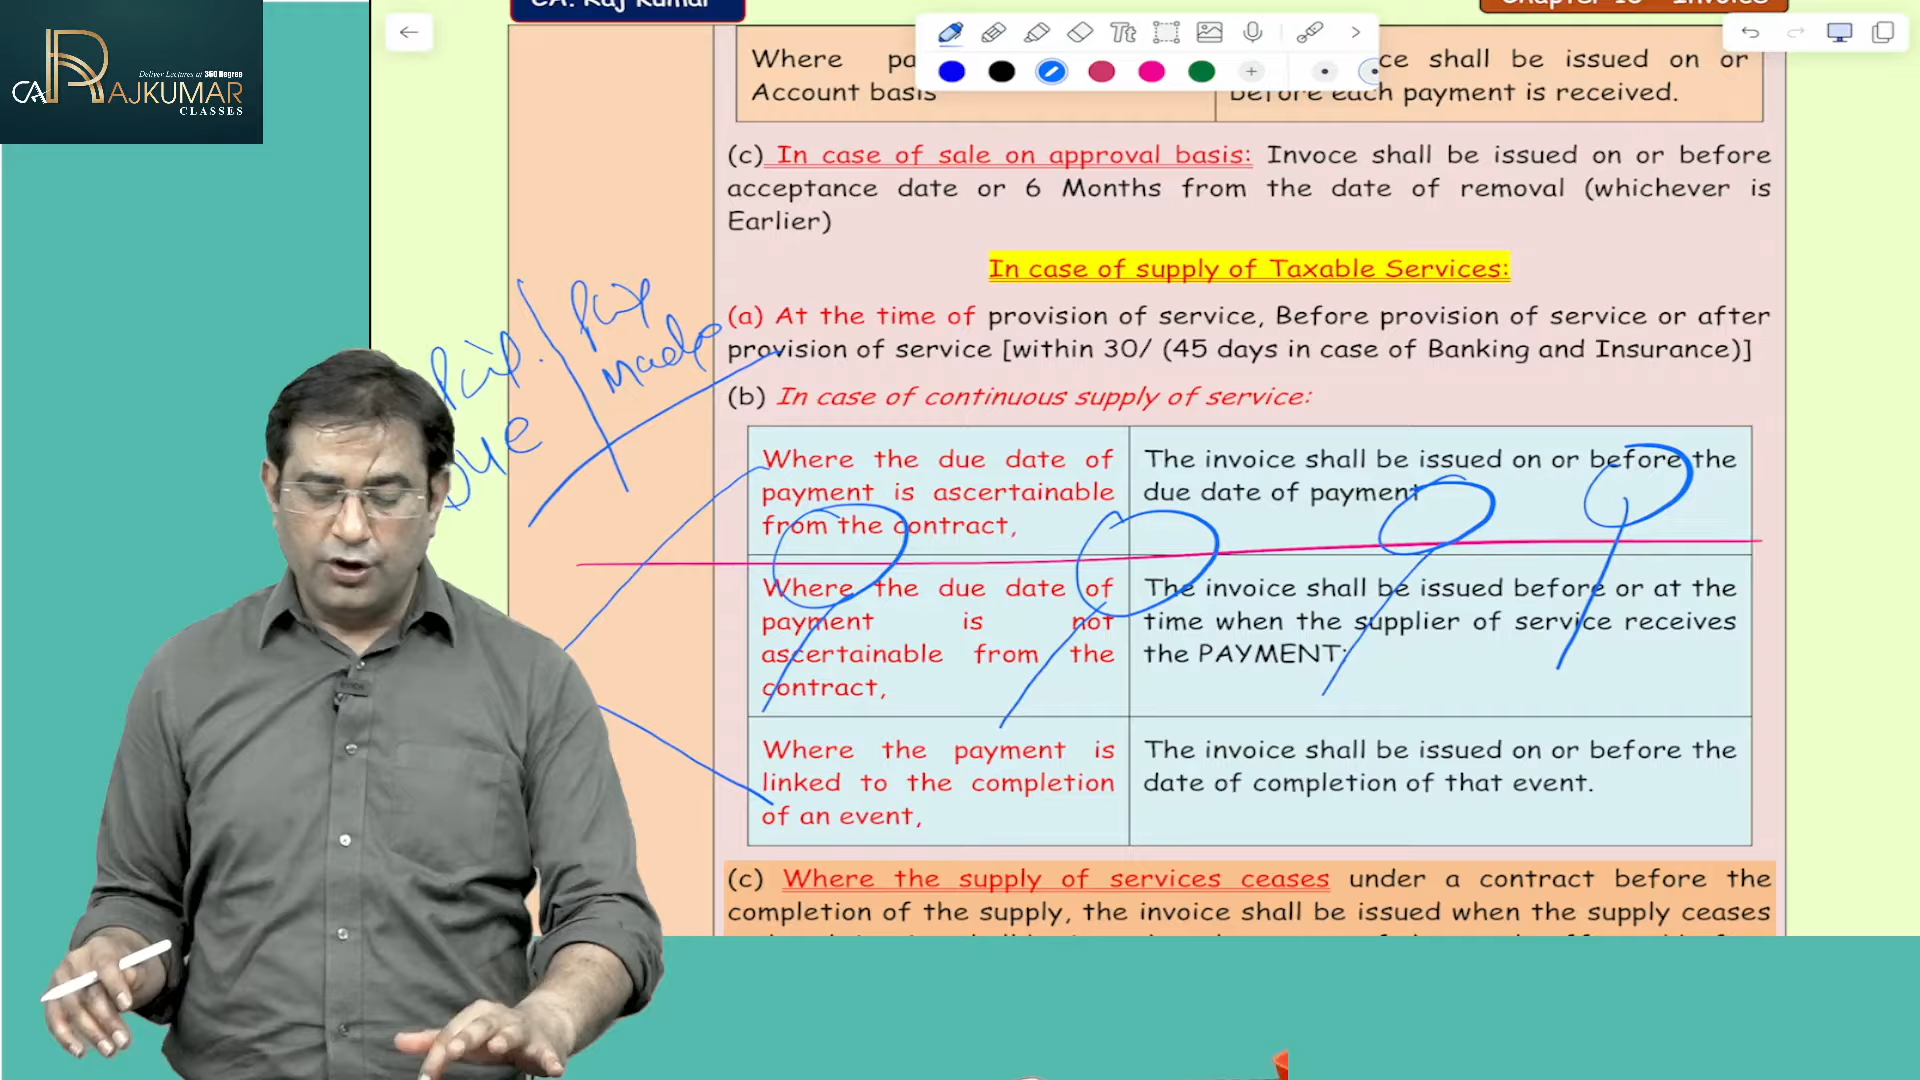 CA. Raj Kumar
Deliver Lectures at 360 Degree
CA RAJKUMAR
CLASSES
Where pa
Account basis
ce shall be issued on or
before each payment is received.
Tt
(c) In case of sale on approval basis: Invoce shall be issued on or before
acceptance date or 6 Months from the date of removal (whichever is
Earlier)
In case of supply of Taxable Services:
(a) At the time of provision of service, Before provision of service or after
provision of service [within 30/ (45 days in case of Banking and Insurance)]
(b) In case of continuous supply of service:
made
Due
Where the due date of
payment is ascertainable
from the contract,
The invoice shall be issued on or before the
due date of payment
Where the due date of
payment is not
ascertainable from the
contract,
The invoice shall be issued before or at the
time when the supplier of service receives
the PAYMENT;
Where the payment is
linked to the completion
of an event,
The invoice shall be issued on or before the
date of completion of that event.
(c) Where the supply of services ceases under a contract before the
completion of the supply, the invoice shall be issued when the supply ceases